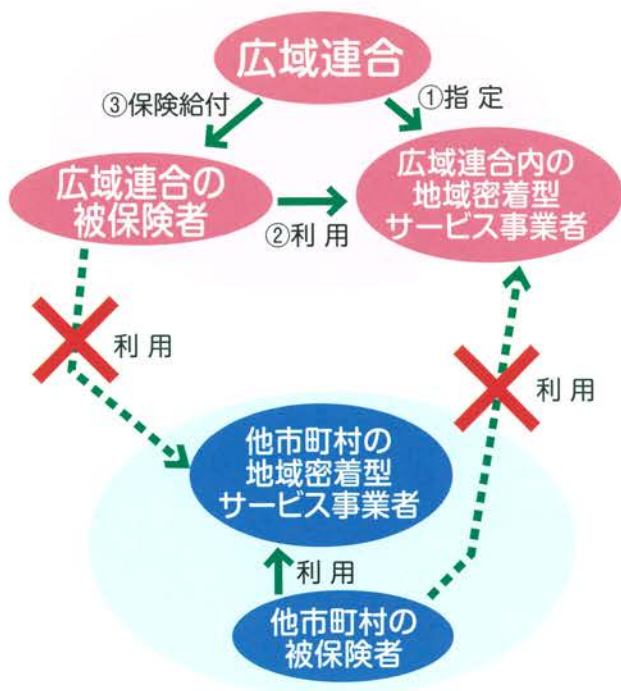 広域連合
③保険給付
①指 定
広域連合の
被保険者
広域連合内の
地域密着型
サービス事業者
②利 用
利 用
利 用
他市町村の
地域密着型
サービス事業者
利 用
他市町村の
被保険者